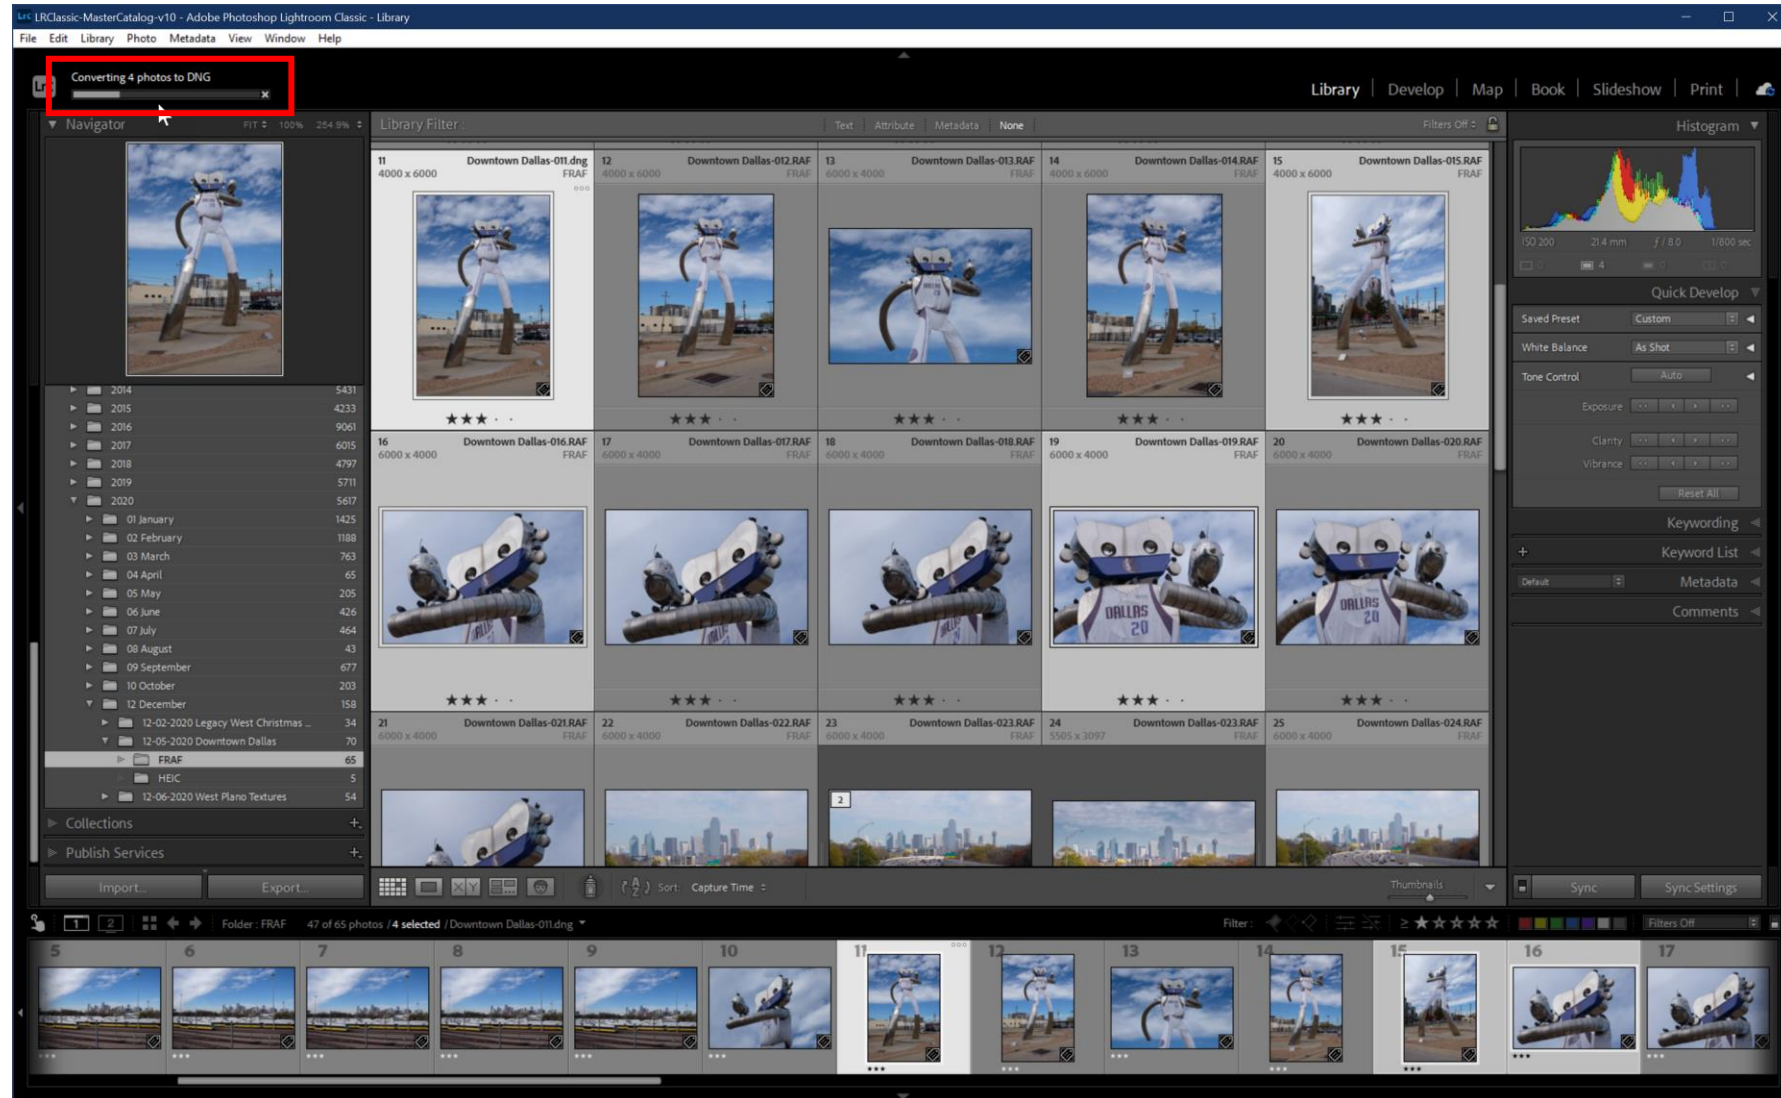 LrC LRClassic-MasterCatalog-v10 - Adobe Photoshop Lightroom Classic - Library
File Edit Library Photo Metadata View Window Help
Converting 4 photos to DNG
Library | Develop | Map | Book | Slideshow | Print
Navigator FIT 100% 264.9%
Library Filter : Text Attribute Metadata None Filters Off
Histogram
11 Downtown Dallas-011.dng
4000 x 6000 FRAF
12 Downtown Dallas-012.RAF
4000 x 6000 FRAF
13 Downtown Dallas-013.RAF
6000 x 4000 FRAF
14 Downtown Dallas-014.RAF
4000 x 6000 FRAF
15 Downtown Dallas-015.RAF
4000 x 6000 FRAF
ISO 200 21.4 mm ƒ / 8.0 1/800 sec
4
Quick Develop
Saved Preset Custom
White Balance As Shot
Tone Control Auto
Exposure
Clarity
Vibrance
Reset All
Keywording
Keyword List
Default Metadata
Comments
2014 5431
2015 4233
2016 9061
2017 6015
2018 4797
2019 5711
2020 5617
01 January 1425
02 February 1188
03 March 763
04 April 65
05 May 205
06 June 426
07 July 464
08 August 43
09 September 677
10 October 203
12 December 158
12-02-2020 Legacy West Christmas ... 34
12-05-2020 Downtown Dallas 70
FRAF 65
HEIC 5
12-06-2020 West Plano Textures 54
Collections
Publish Services
Import... Export...
16 Downtown Dallas-016.RAF
6000 x 4000 FRAF
17 Downtown Dallas-017.RAF
6000 x 4000 FRAF
18 Downtown Dallas-018.RAF
6000 x 4000 FRAF
19 Downtown Dallas-019.RAF
6000 x 4000 FRAF
20 Downtown Dallas-020.RAF
6000 x 4000 FRAF
DALLAS
20
DALLAS
20
21 Downtown Dallas-021.RAF
6000 x 4000 FRAF
22 Downtown Dallas-022.RAF
6000 x 4000 FRAF
23 Downtown Dallas-023.RAF
6000 x 4000 FRAF
24 Downtown Dallas-023.RAF
5505 x 3097 FRAF
25 Downtown Dallas-024.RAF
6000 x 4000 FRAF
2
Sort: Capture Time
Thumbnails
Sync Sync Settings
1 2 Folder : FRAF 47 of 65 photos / 4 selected / Downtown Dallas-011.dng
Filter : Filters Off
5 6 7 8 9 10 11 12 13 14 15 16 17